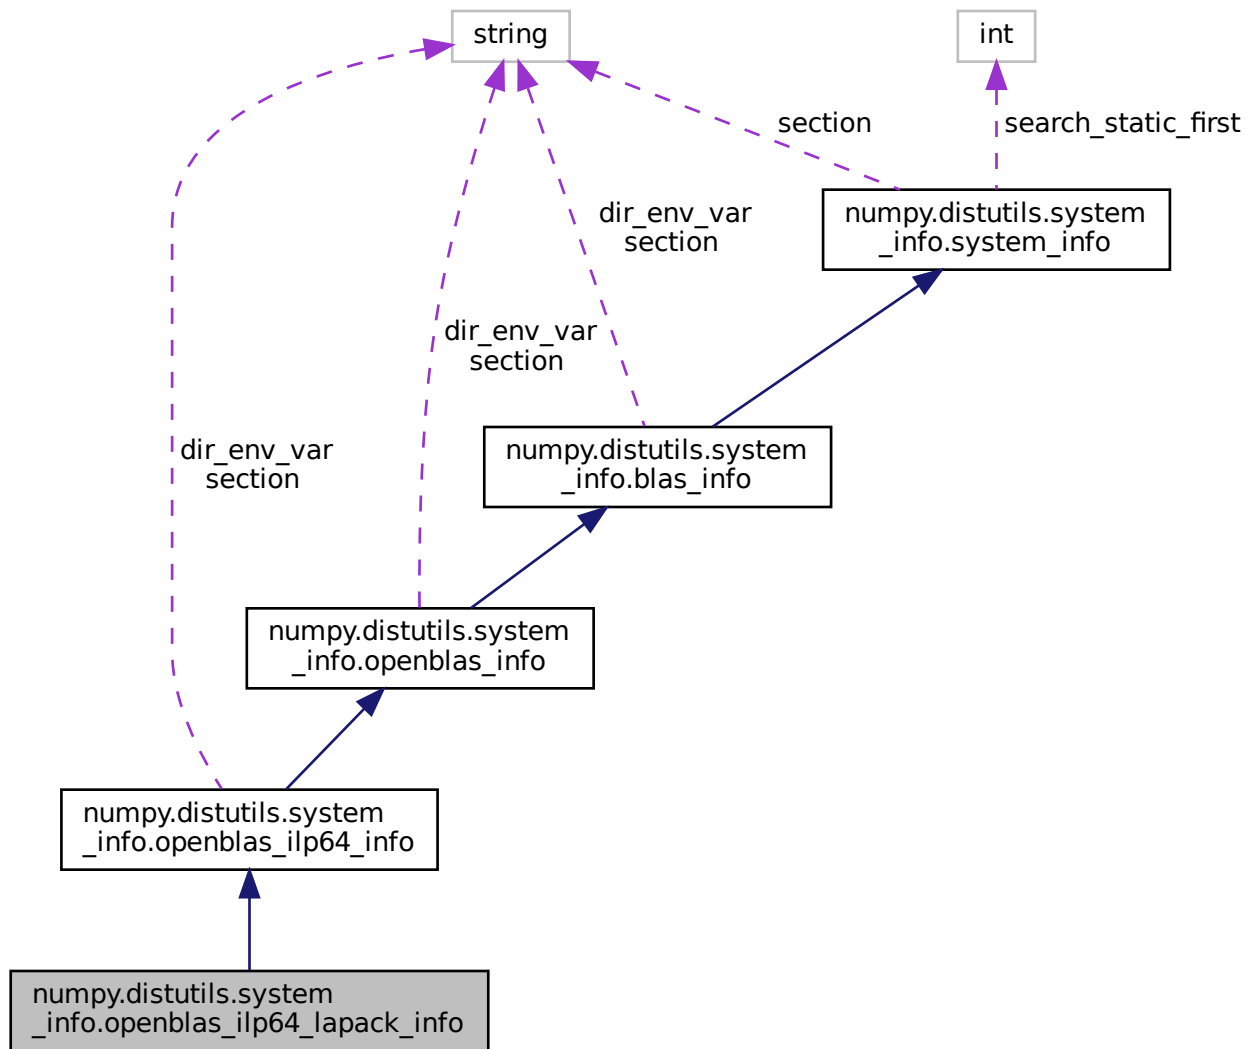 string
int
section
search_static_first
numpy.distutils.system
_info.system_info
dir_env_var
section
dir_env_var
section
dir_env_var
section
numpy.distutils.system
_info.blas_info
numpy.distutils.system
_info.openblas_info
numpy.distutils.system
_info.openblas_ilp64_info
numpy.distutils.system
_info.openblas_ilp64_lapack_info